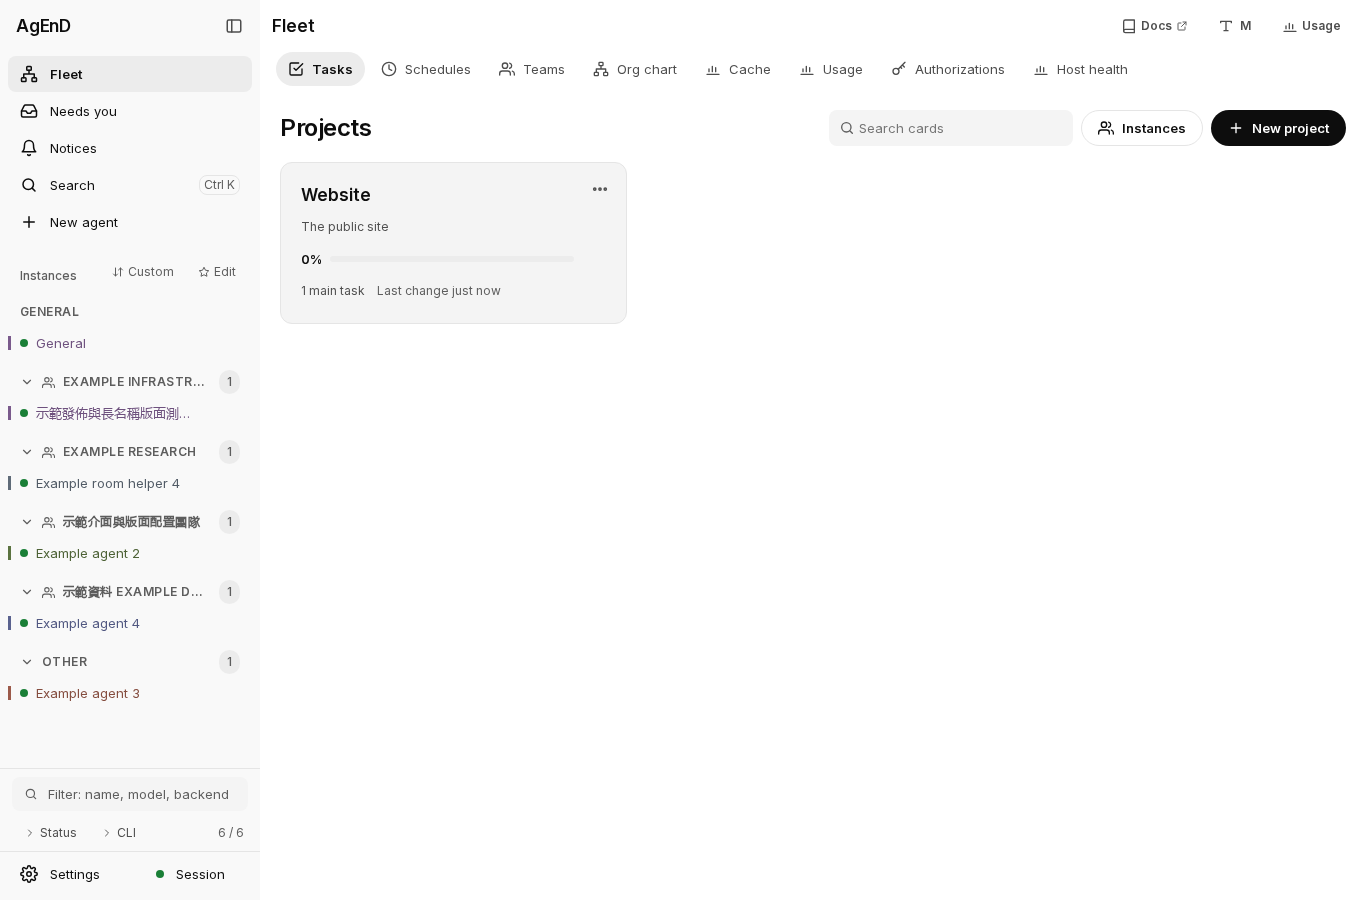 AgEnD
Fleet
Needs you
Notices
Search Ctrl K
New agent
Instances Custom Edit
GENERAL
General
EXAMPLE INFRASTR... 1
示範發佈與長名稱版面測...
EXAMPLE RESEARCH 1
Example room helper 4
示範介面與版面配置團隊 1
Example agent 2
示範資料 EXAMPLE D... 1
Example agent 4
OTHER 1
Example agent 3
Filter: name, model, backend
Status CLI 6 / 6
Settings Session
Fleet Docs M Usage
Tasks Schedules Teams Org chart Cache Usage Authorizations Host health
Projects Search cards Instances New project
Website
The public site
0%
1 main task Last change just now